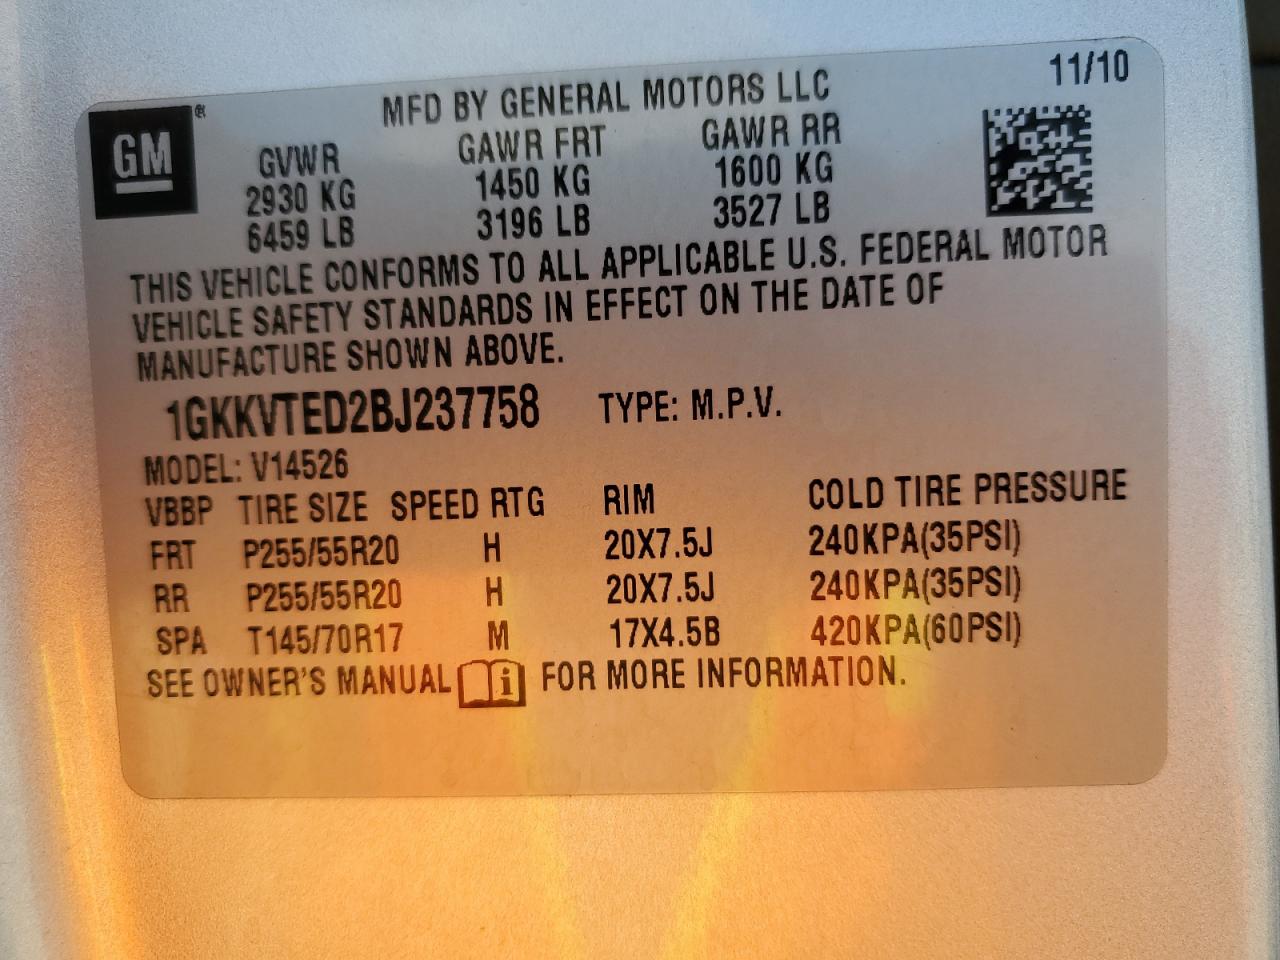 11/10
GM ®
MFD BY GENERAL MOTORS LLC
GVWR GAWR FRT GAWR RR
2930 KG 1450 KG 1600 KG
6459 LB 3196 LB 3527 LB
THIS VEHICLE CONFORMS TO ALL APPLICABLE U.S. FEDERAL MOTOR
VEHICLE SAFETY STANDARDS IN EFFECT ON THE DATE OF
MANUFACTURE SHOWN ABOVE.
1GKKVTED2BJ237758 TYPE: M.P.V.
MODEL: V14526
VBBP TIRE SIZE SPEED RTG RIM COLD TIRE PRESSURE
FRT P255/55R20 H 20X7.5J 240KPA(35PSI)
RR P255/55R20 H 20X7.5J 240KPA(35PSI)
SPA T145/70R17 M 17X4.5B 420KPA(60PSI)
SEE OWNER'S MANUAL i FOR MORE INFORMATION.